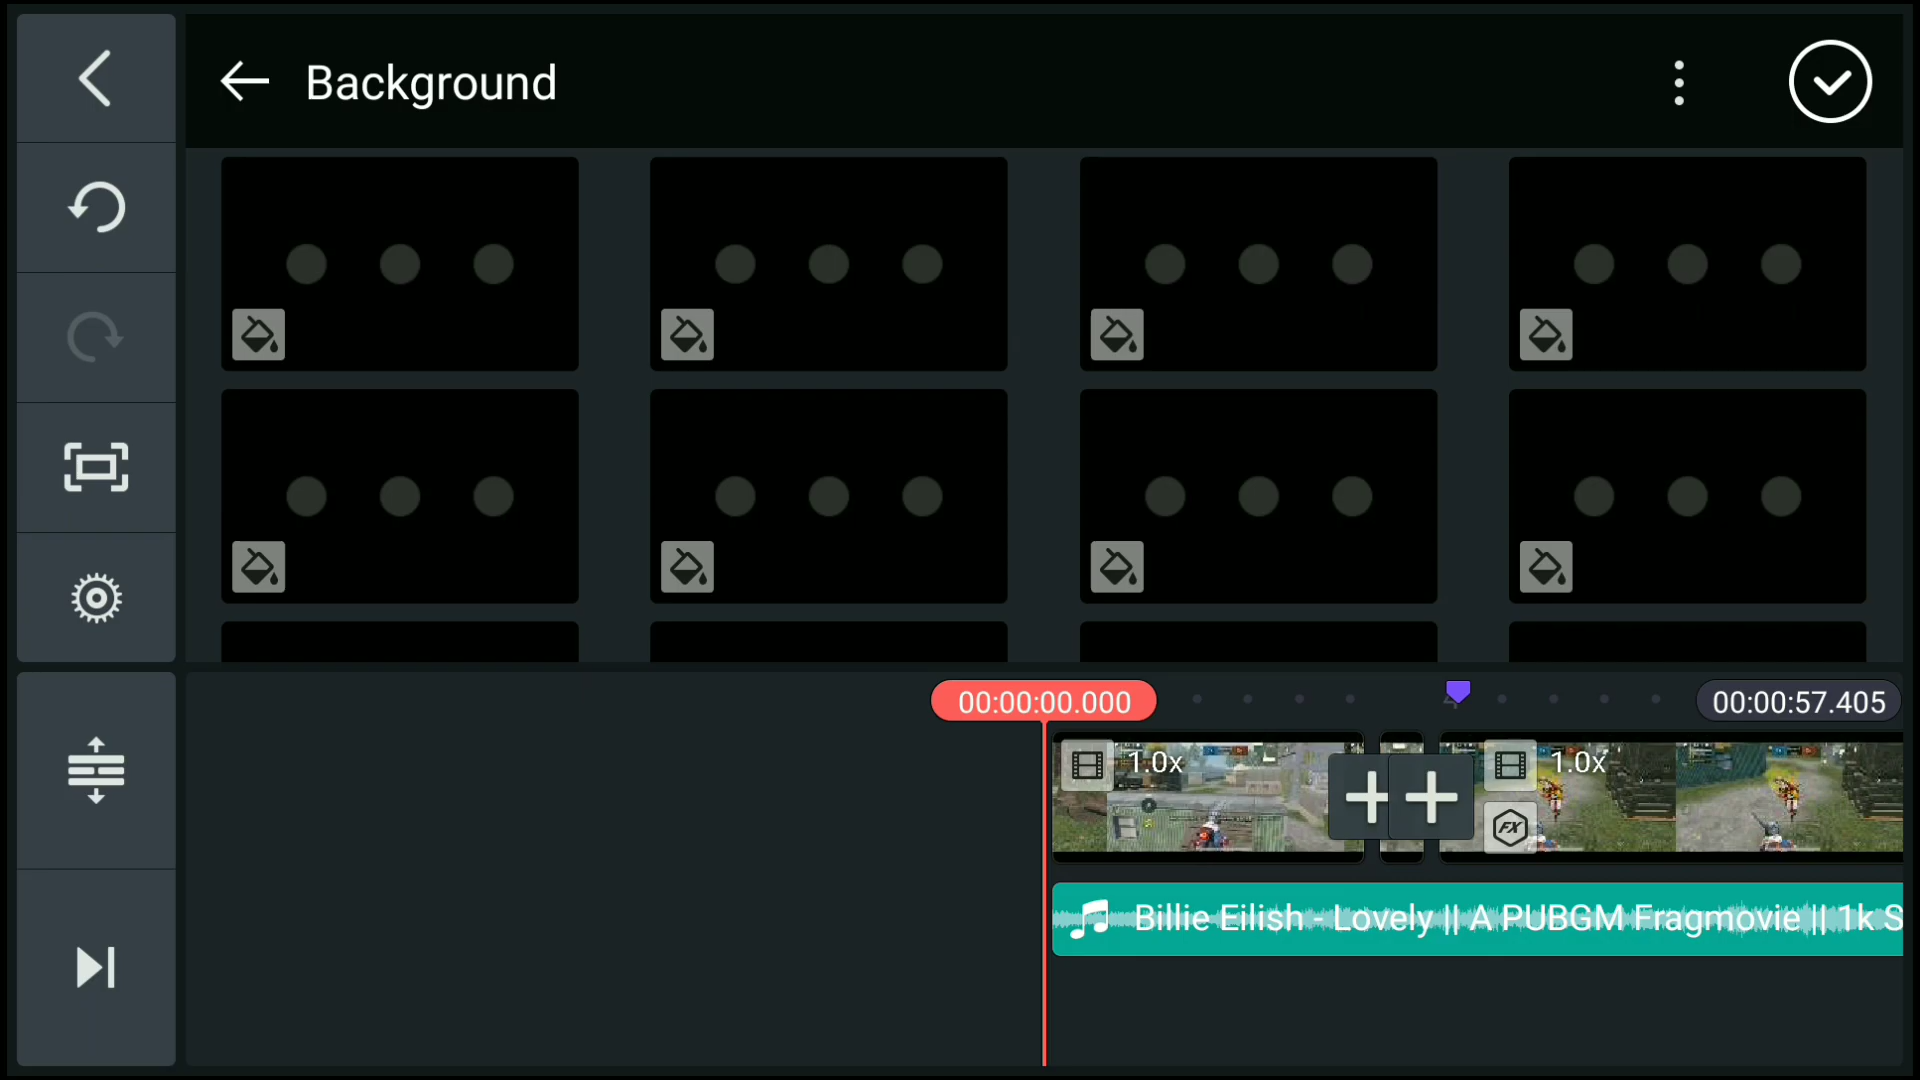 Background
00:00:00.000
00:00:57.405
1.0x
1.0x
FX
Billie Eilish - Lovely || A PUBGM Fragmovie || 1k S